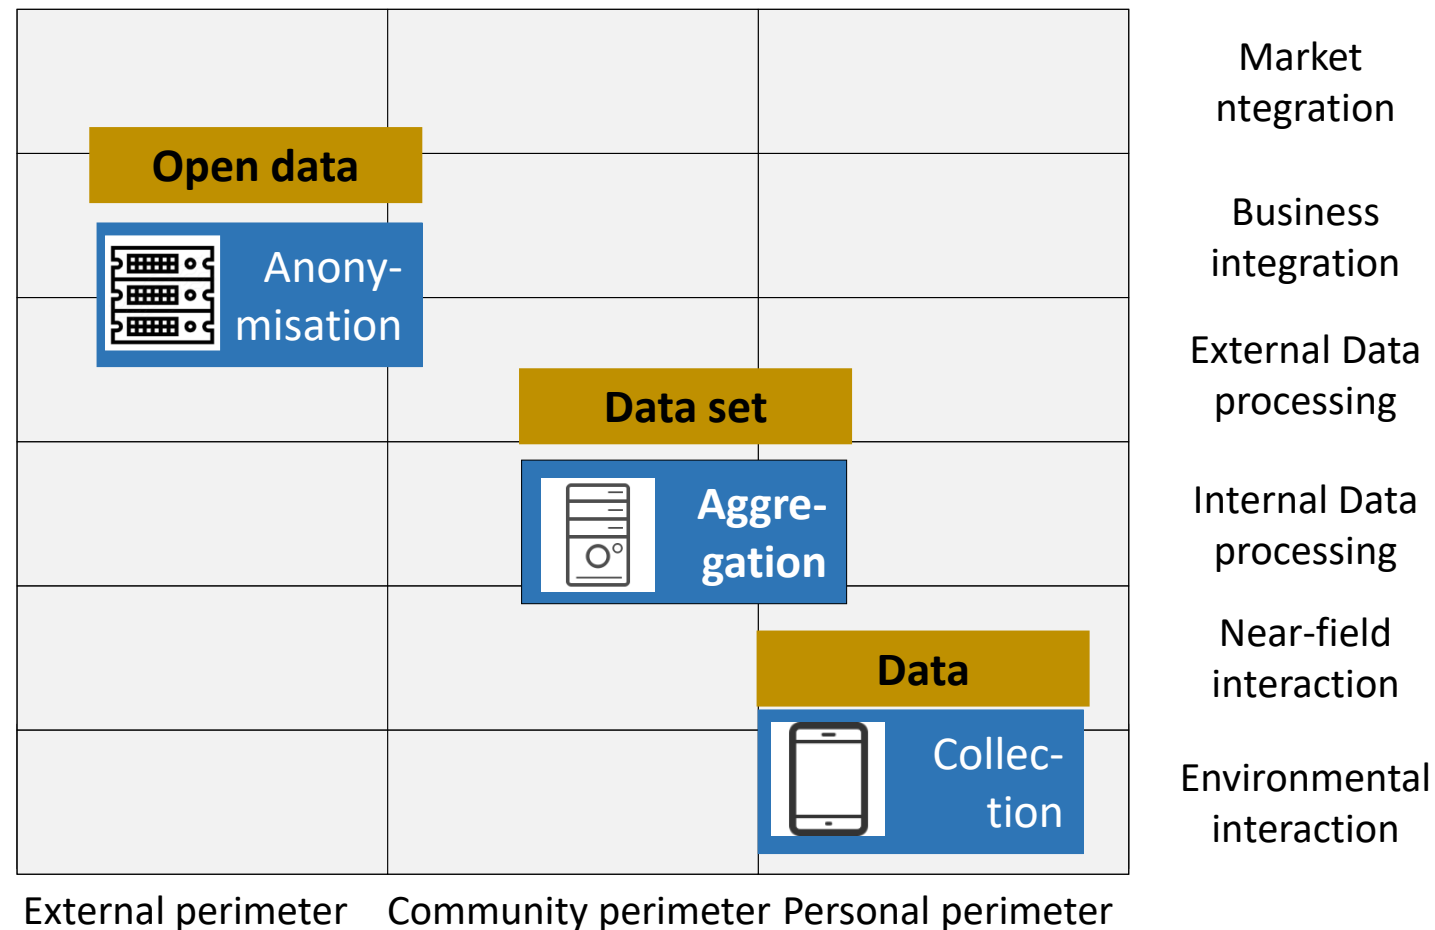 Market
ntegration
Open data
Business
integration
Anony-
misation
External Data
processing
Data set
Internal Data
processing
Aggre-
gation
Near-field
interaction
Data
Collec-
tion
Environmental
interaction
External perimeter
Community perimeter
Personal perimeter